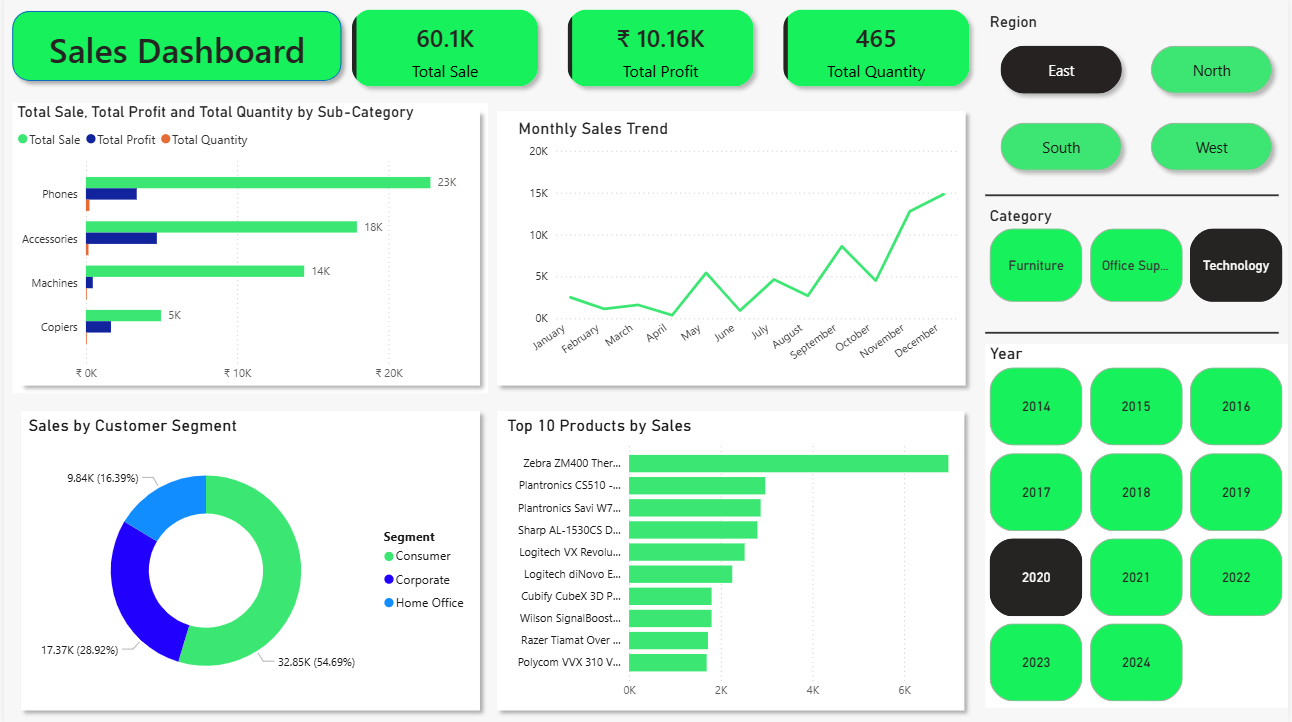 Sales Dashboard
60.1K
Total Sale
₹ 10.16K
Total Profit
465
Total Quantity
Region
East
North
South
West
Total Sale, Total Profit and Total Quantity by Sub-Category
Total Sale Total Profit Total Quantity
Phones
23K
Accessories
18K
Machines
14K
Copiers
5K
₹ 0K ₹ 10K ₹ 20K
Monthly Sales Trend
20K
15K
10K
5K
0K
January February March April May June July August September October November December
Category
Furniture
Office Sup...
Technology
Year
2014 2015 2016
2017 2018 2019
2020 2021 2022
2023 2024
Sales by Customer Segment
9.84K (16.39%)
17.37K (28.92%)
32.85K (54.69%)
Segment
Consumer
Corporate
Home Office
Top 10 Products by Sales
Zebra ZM400 Ther...
Plantronics CS510 -...
Plantronics Savi W7...
Sharp AL-1530CS D...
Logitech VX Revolu...
Logitech diNovo E...
Cubify CubeX 3D P...
Wilson SignalBoost...
Razer Tiamat Over ...
Polycom VVX 310 V...
0K 2K 4K 6K